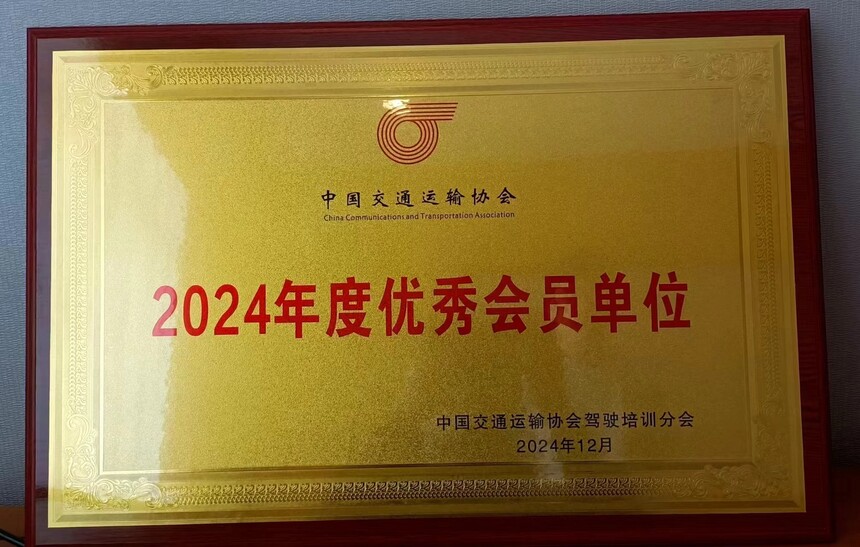 中国交通运输协会
China Communications and Transportation Association
2024年度优秀会员单位
中国交通运输协会驾驶培训分会
2024年12月